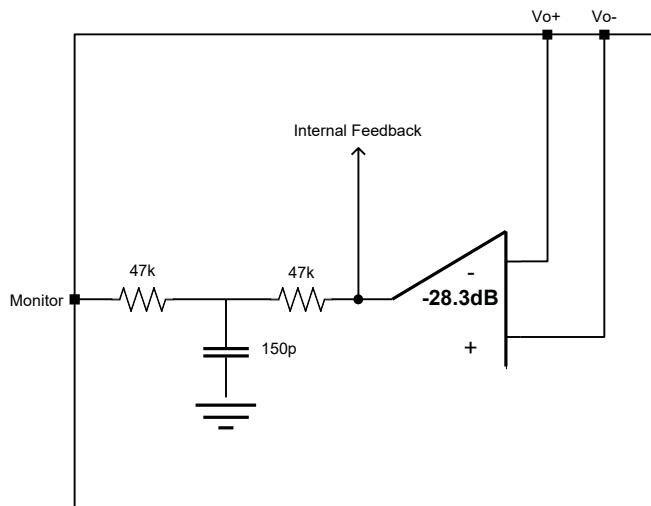 Vo+ Vo-
Internal Feedback
47k 47k
Monitor
-
-28.3dB
150p
+